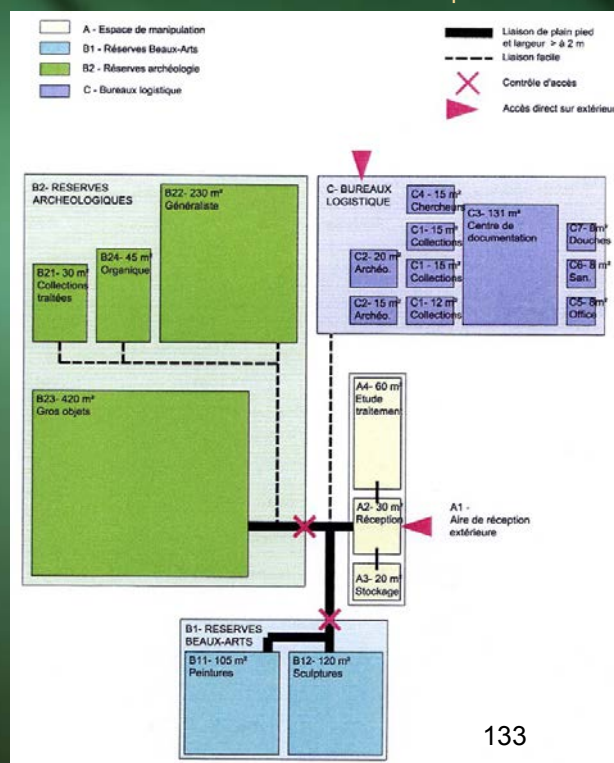 A - Espace de manipulation
B1 - Réserves Beaux-Arts
B2 - Réserves archéologie
C - Bureaux logistique
Liaison de plain pied
et largeur > à 2 m
Liaison facile
Contrôle d'accès
Accès direct sur extérieur
B2- RESERVES
ARCHEOLOGIQUES
B22- 230 m²
Généraliste
B24- 45 m²
Organique
B21- 30 m²
Collections
traitées
B23- 420 m²
Gros objets
C- BUREAUX
LOGISTIQUE
C4 - 15 m²
Chercheurs
C3- 131 m²
Centre de
documentation
C1- 15 m²
Collections
C2- 20 m²
Archéo.
C1 - 15 m²
Collections
C2- 15 m²
Archéo.
C1- 12 m²
Collections
C7- 8m²
Douches
C6- 8 m²
San.
C5- 8m²
Office
A4- 60 m²
Etude
traitement
A2- 30 m²
Réception
A3- 20 m²
Stockage
A1 -
Aire de réception
extérieure
B1- RESERVES
BEAUX-ARTS
B11- 105 m²
Peintures
B12- 120 m²
Sculptures
133